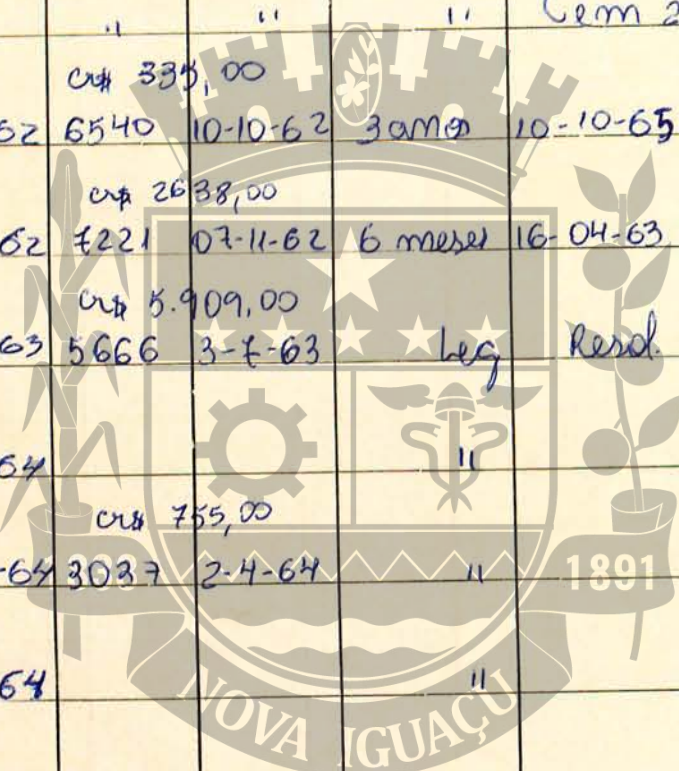 " " " Cem 2
Cr$ 335,00
62 6540 10-10-62 3 anos 10-10-65
Cr$ 2638,00
62 7221 07-11-62 6 meses 16-04-63
Cr$ 5.909,00
63 5666 3-7-63 Leg Resol.
64 "
Cr$ 755,00
-64 3037 2-4-64 "
1891
64 "
NOVA IGUAÇU